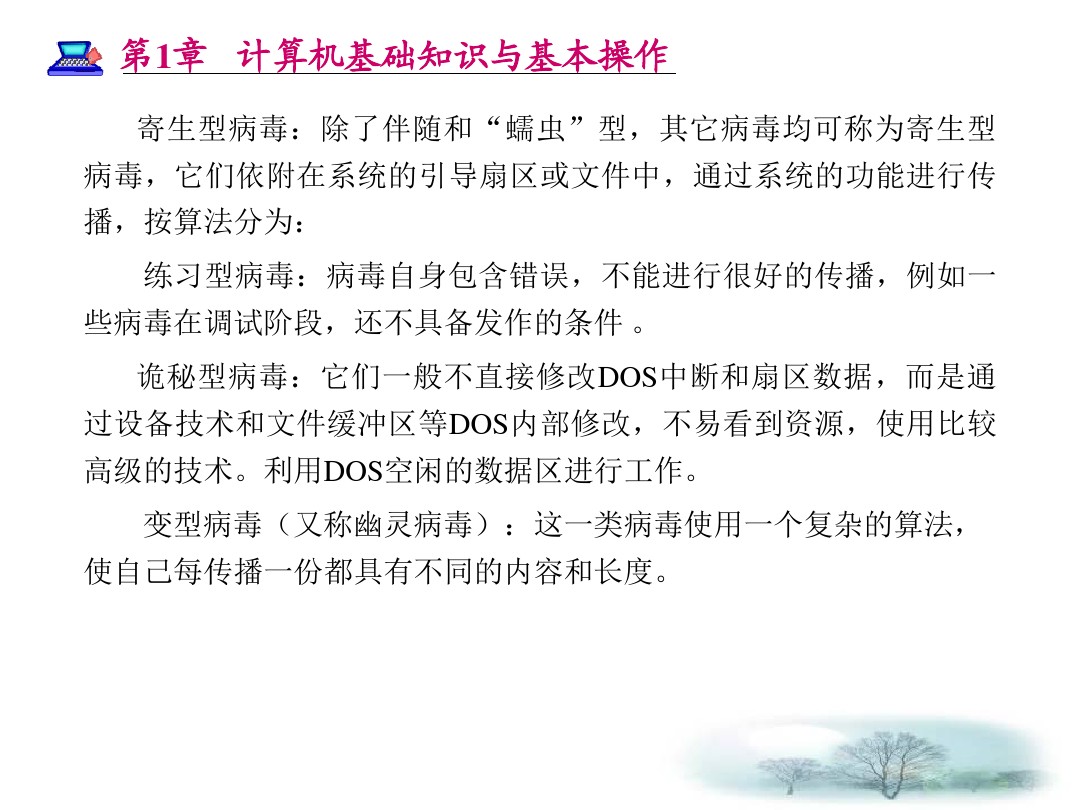 第1章 计算机基础知识与基本操作
寄生型病毒：除了伴随和“蠕虫”型，其它病毒均可称为寄生型
病毒，它们依附在系统的引导扇区或文件中，通过系统的功能进行传
播，按算法分为：
练习型病毒：病毒自身包含错误，不能进行很好的传播，例如一
些病毒在调试阶段，还不具备发作的条件 。
诡秘型病毒：它们一般不直接修改DOS中断和扇区数据，而是通
过设备技术和文件缓冲区等DOS内部修改，不易看到资源，使用比较
高级的技术。利用DOS空闲的数据区进行工作。
变型病毒（又称幽灵病毒）：这一类病毒使用一个复杂的算法，
使自己每传播一份都具有不同的内容和长度。